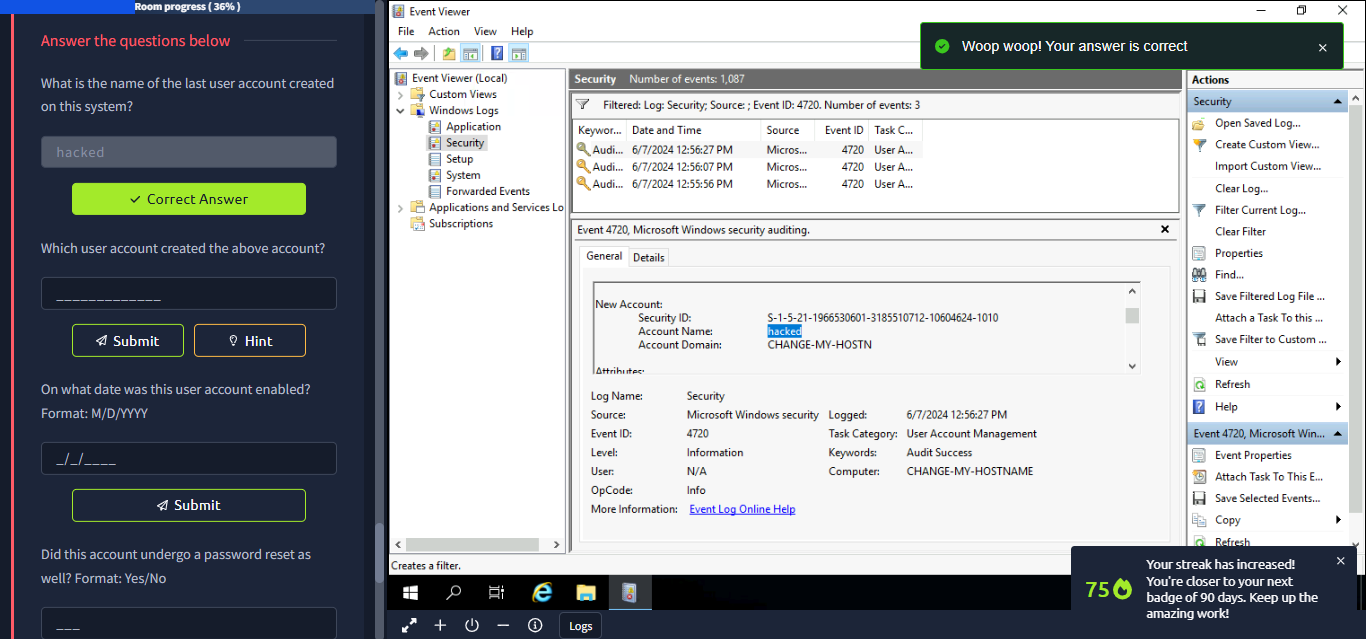 Room progress ( 36% )
Answer the questions below
What is the name of the last user account created
on this system?
hacked
Correct Answer
Which user account created the above account?
_____________
Submit
Hint
On what date was this user account enabled?
Format: M/D/YYYY
_/_/____
Submit
Did this account undergo a password reset as
well? Format: Yes/No
___
Event Viewer
File Action View Help
Event Viewer (Local)
Custom Views
Windows Logs
Application
Security
Setup
System
Forwarded Events
Applications and Services Lo
Subscriptions
Security Number of events: 1,087
Filtered: Log: Security; Source: ; Event ID: 4720. Number of events: 3
Keywor... Date and Time Source Event ID Task C...
Audi... 6/7/2024 12:56:27 PM Micros... 4720 User A...
Audi... 6/7/2024 12:56:07 PM Micros... 4720 User A...
Audi... 6/7/2024 12:55:56 PM Micros... 4720 User A...
Event 4720, Microsoft Windows security auditing.
General Details
New Account:
Security ID: S-1-5-21-1966530601-3185510712-10604624-1010
Account Name: hacked
Account Domain: CHANGE-MY-HOSTN
Attributes:
Log Name: Security
Source: Microsoft Windows security Logged: 6/7/2024 12:56:27 PM
Event ID: 4720 Task Category: User Account Management
Level: Information Keywords: Audit Success
User: N/A Computer: CHANGE-MY-HOSTNAME
OpCode: Info
More Information: Event Log Online Help
Creates a filter.
Woop woop! Your answer is correct
Actions
Security
Open Saved Log...
Create Custom View...
Import Custom View...
Clear Log...
Filter Current Log...
Clear Filter
Properties
Find...
Save Filtered Log File ...
Attach a Task To this ...
Save Filter to Custom ...
View
Refresh
Help
Event 4720, Microsoft Win...
Event Properties
Attach Task To This E...
Save Selected Events...
Copy
Refresh
75
Your streak has increased!
You're closer to your next
badge of 90 days. Keep up the
amazing work!
Logs